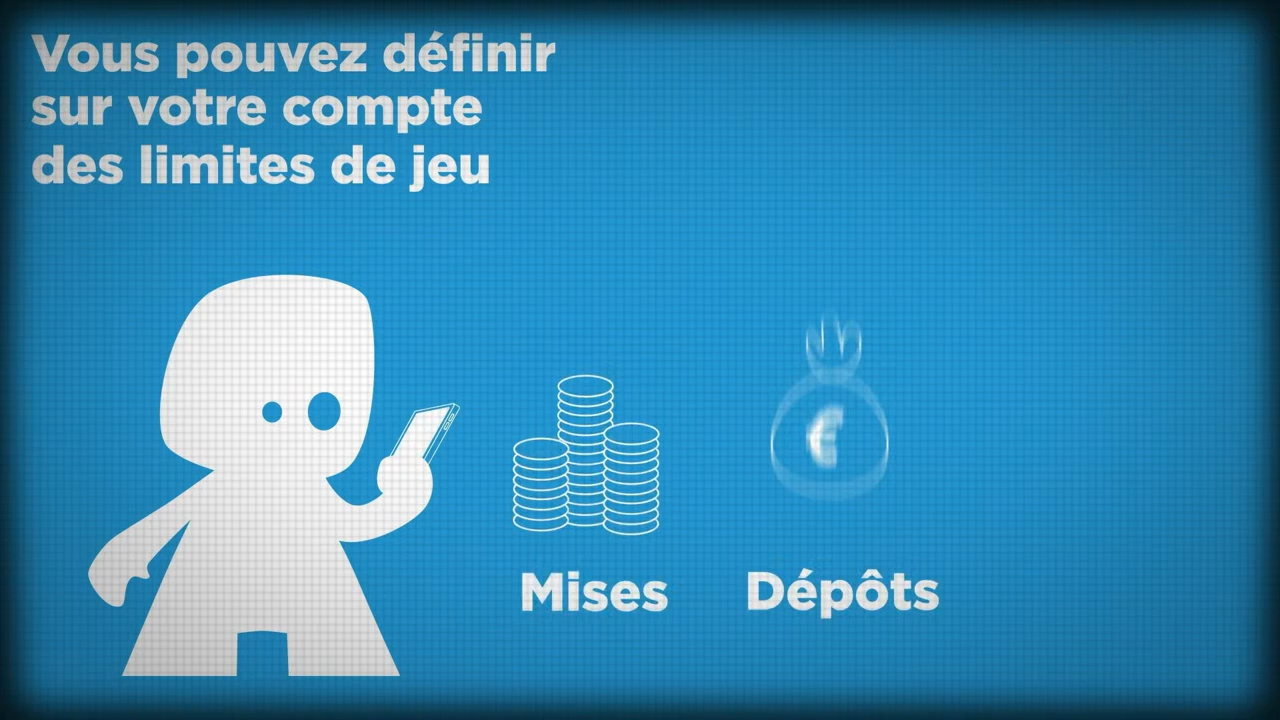 Vous pouvez définir
sur votre compte
des limites de jeu
Mises
Dépôts